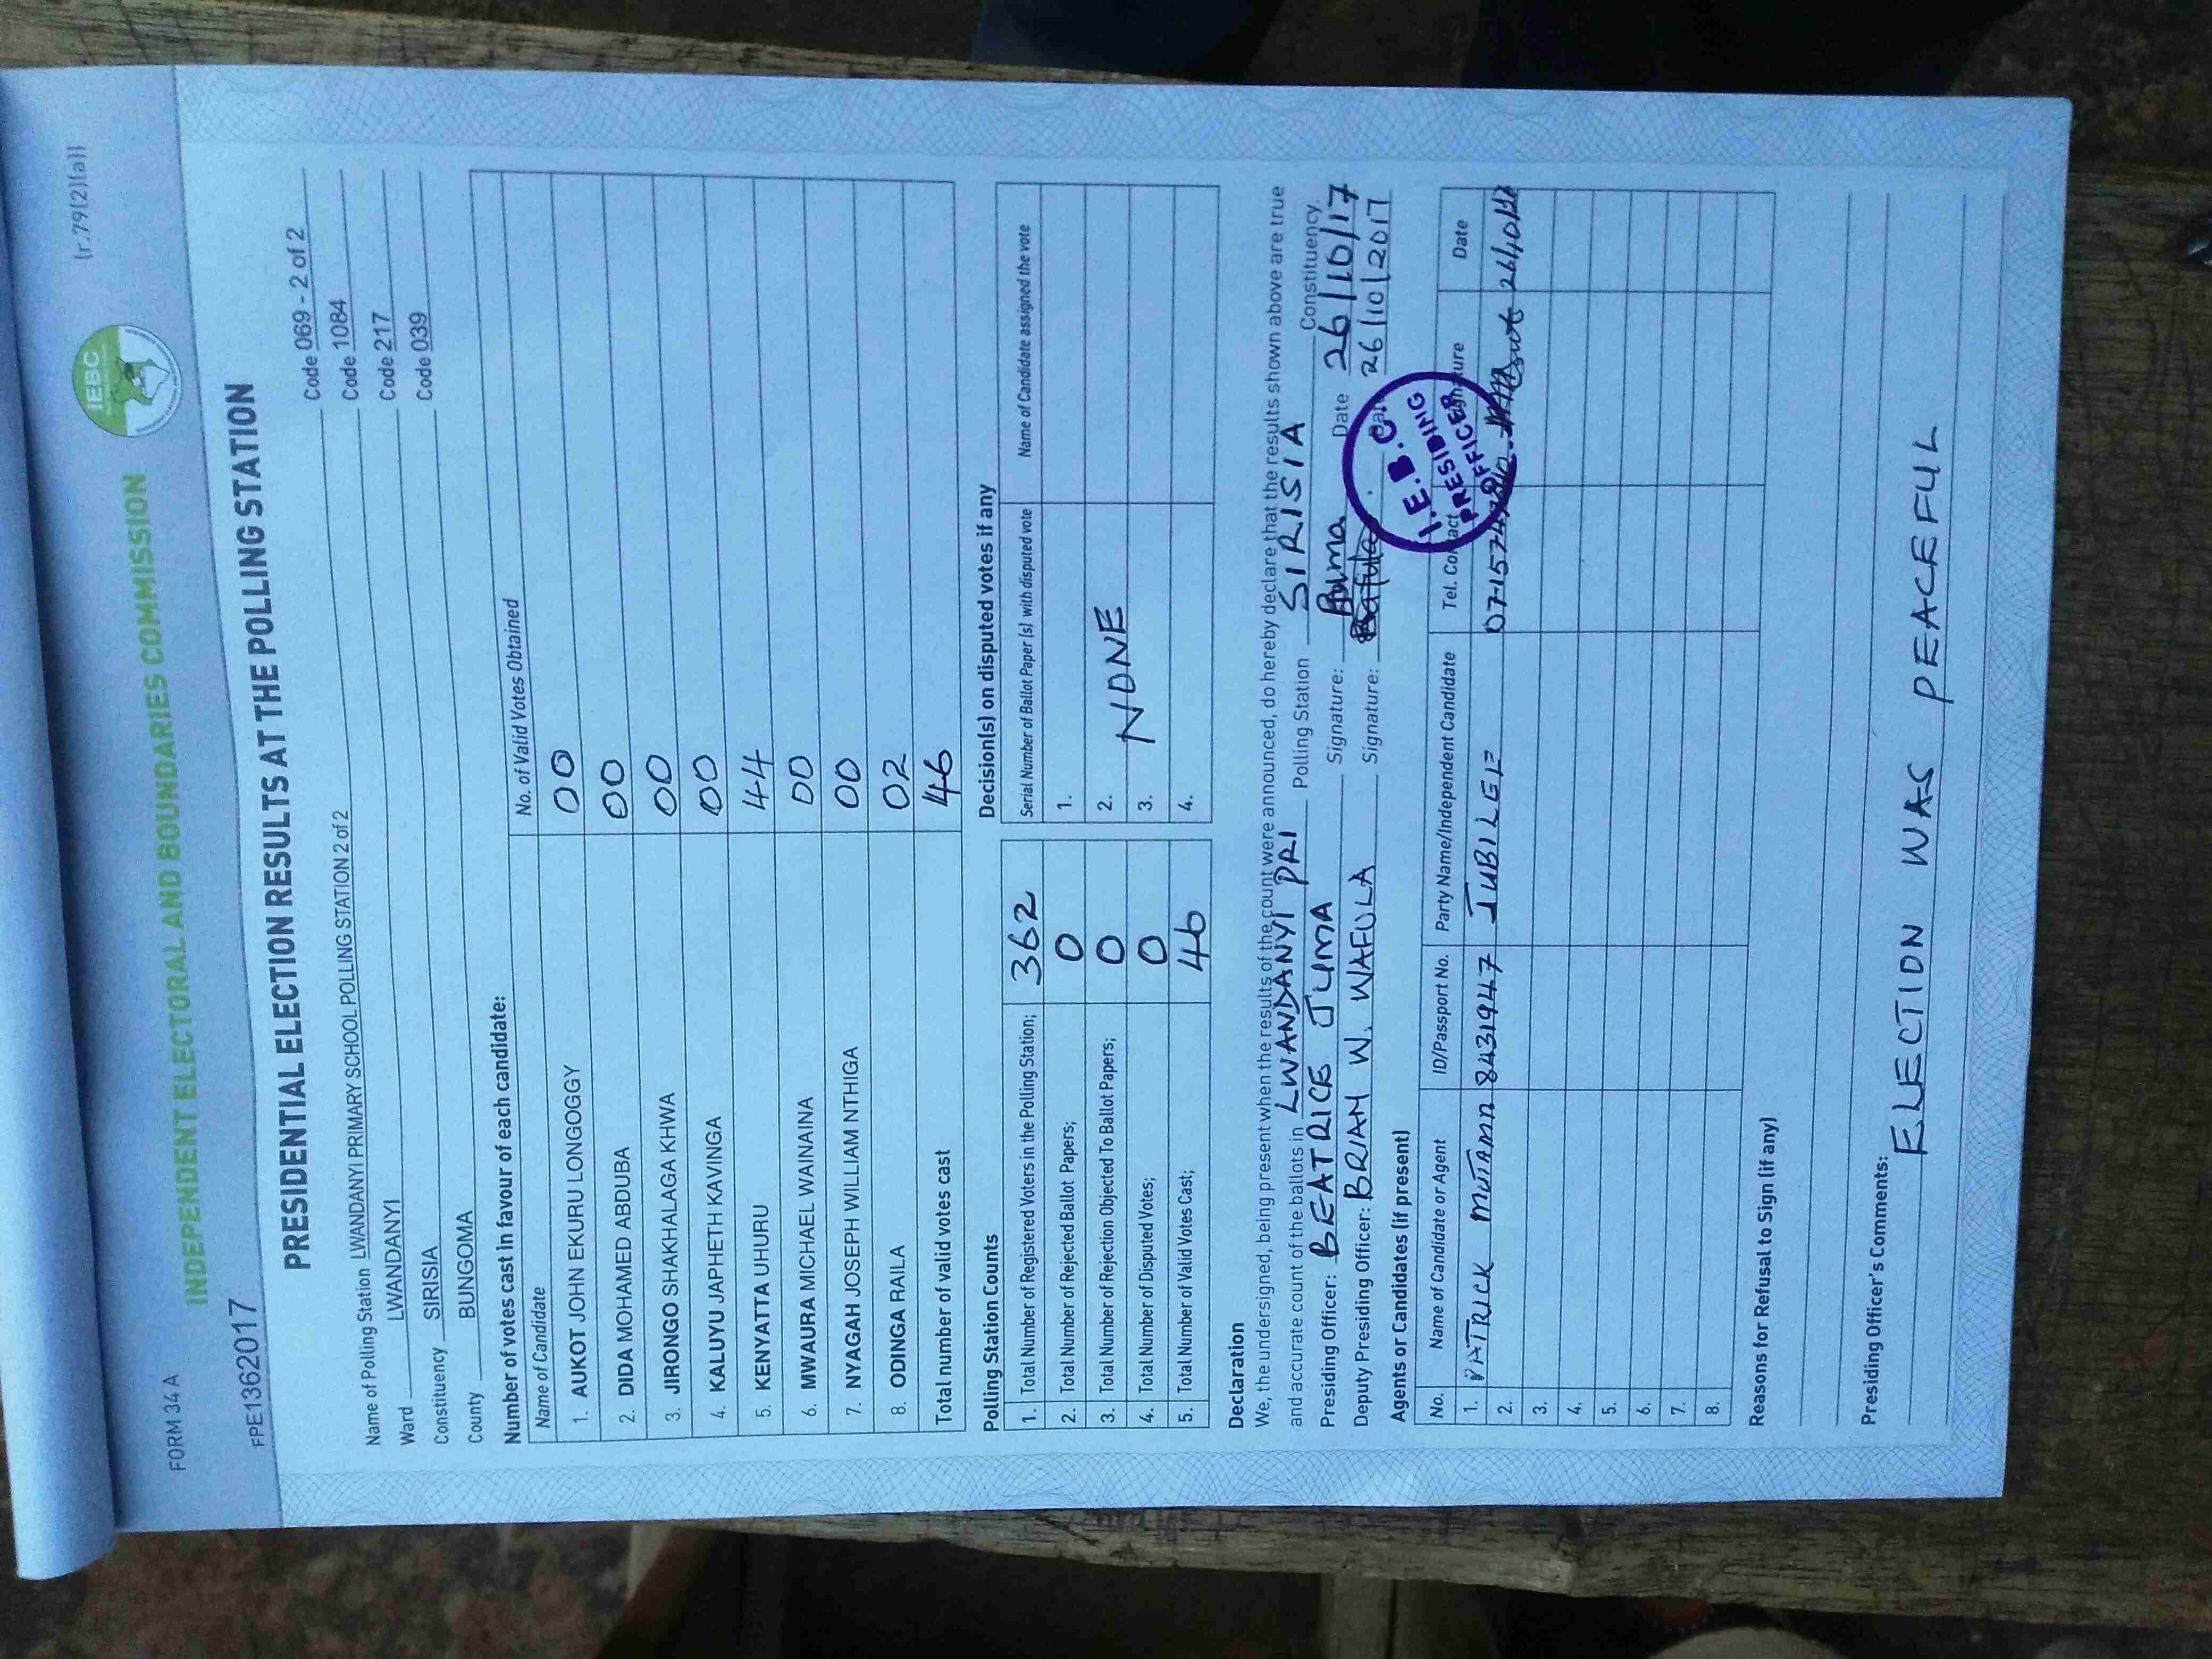 FORM 34 A
(r.79(2)(a))
IEBC
INDEPENDENT ELECTORAL AND BOUNDARIES COMMISSION
FPE1362017
PRESIDENTIAL ELECTION RESULTS AT THE POLLING STATION
Name of Polling Station LWANDANYI PRIMARY SCHOOL POLLING STATION 2 of 2 Code 069 - 2 of 2
Ward LWANDANYI Code 1084
Constituency SIRISIA Code 217
County BUNGOMA Code 039
Number of votes cast in favour of each candidate:
Name of Candidate No. of Valid Votes Obtained
1. AUKOT JOHN EKURU LONGOGGY 00
2. DIDA MOHAMED ABDUBA 00
3. JIRONGO SHAKHALAGA KHWA 00
4. KALUYU JAPHETH KAVINGA 00
5. KENYATTA UHURU 44
6. MWAURA MICHAEL WAINAINA 00
7. NYAGAH JOSEPH WILLIAM NTHIGA 00
8. ODINGA RAILA 02
Total number of valid votes cast 46
Polling Station Counts
1. Total Number of Registered Voters in the Polling Station; 362
2. Total Number of Rejected Ballot Papers; 0
3. Total Number of Rejection Objected To Ballot Papers; 0
4. Total Number of Disputed Votes; 0
5. Total Number of Valid Votes Cast; 46
Decision(s) on disputed votes if any
Serial Number of Ballot Paper (s) with disputed vote Name of Candidate assigned the vote
1.
2. NONE
3.
4.
Declaration
We, the undersigned, being present when the results of the count were announced, do hereby declare that the results shown above are true
and accurate count of the ballots in LWANDANYI PRI Polling Station SIRISIA Constituency.
Presiding Officer: BEATRICE JUMA Signature: Date 26/10/17
Deputy Presiding Officer: BRIAN W. WAFULA Signature: 26/10/2017
I.E.B.C.
PRESIDING
OFFICER
Agents or Candidates (if present)
No. Name of Candidate or Agent ID/Passport No. Party Name/Independent Candidate Tel. Contact Signature Date
1. PATRICK 8431947 JUBILEE
2.
3.
4.
5.
6.
7.
8.
Reasons for Refusal to Sign (if any)
Presiding Officer's Comments:
ELECTION WAS PEACEFUL